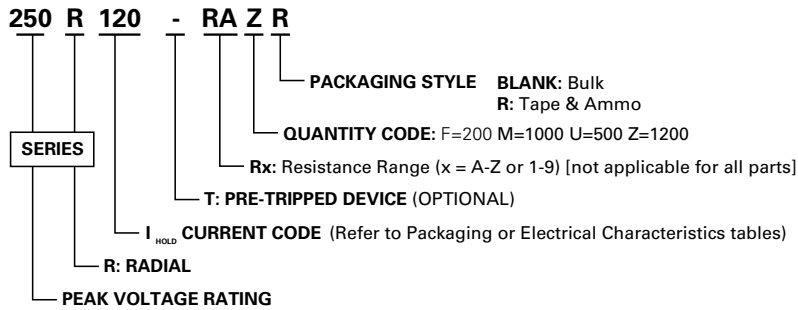 250 R 120 - RA Z R
PACKAGING STYLE BLANK: Bulk
R: Tape & Ammo
QUANTITY CODE: F=200 M=1000 U=500 Z=1200
SERIES
Rx: Resistance Range (x = A-Z or 1-9) [not applicable for all parts]
T: PRE-TRIPPED DEVICE (OPTIONAL)
I HOLD CURRENT CODE (Refer to Packaging or Electrical Characteristics tables)
R: RADIAL
PEAK VOLTAGE RATING